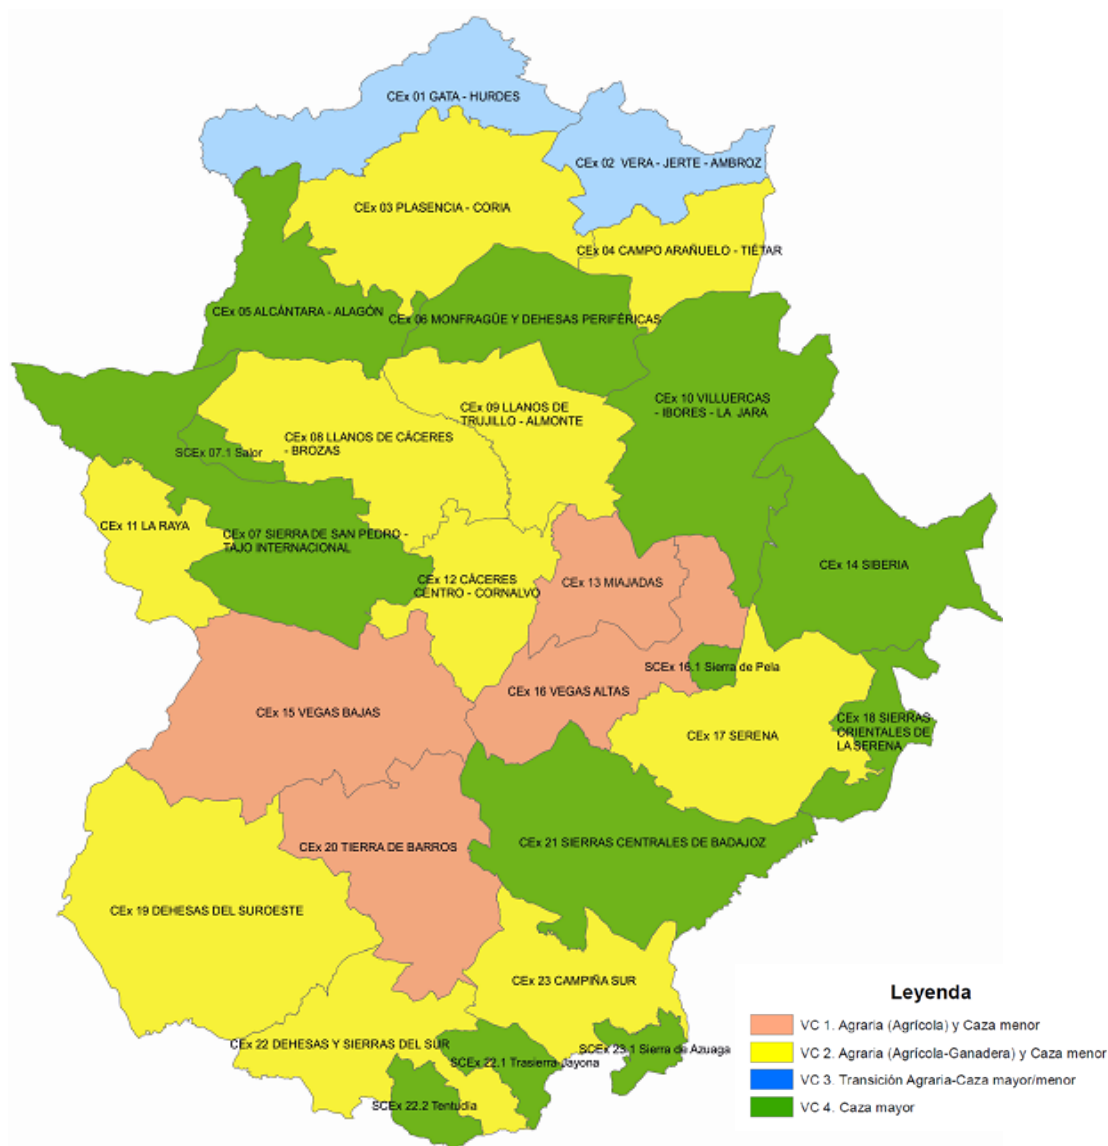 CEx 01 GATA - HURDES
CEx 02 VERA - JERTE - AMBROZ
CEx 03 PLASENCIA - CORIA
CEx 04 CAMPO ARAÑUELO - TIÉTAR
CEx 05 ALCÁNTARA - ALAGÓN
CEx 06 MONFRAGÜE Y DEHESAS PERIFÉRICAS
CEx 10 VILLUERCAS
- IBORES - LA JARA
CEx 09 LLANOS DE
TRUJILLO - ALMONTE
CEx 08 LLANOS DE CÁCERES
- BROZAS
SCEx 07.1 Salor
CEx 11 LA RAYA
CEx 07 SIERRA DE SAN PEDRO -
TAJO INTERNACIONAL
CEx 12 CÁCERES
CENTRO - CORNALVO
CEx 13 MIAJADAS
CEx 14 SIBERIA
SCEx 16.1 Sierra de Pela
CEx 16 VEGAS ALTAS
CEx 15 VEGAS BAJAS
CEx 17 SERENA
CEx 18 SIERRAS
ORIENTALES DE
LA SERENA
CEx 20 TIERRA DE BARROS
CEx 21 SIERRAS CENTRALES DE BADAJOZ
CEx 19 DEHESAS DEL SUROESTE
CEx 23 CAMPIÑA SUR
CEx 22 DEHESAS Y SIERRAS DEL SUR
SCEx 22.1 Trasierra-Jayona
SCEx 23.1 Sierra de Azuaga
SCEx 22.2 Tentudía
Leyenda
VC 1. Agraria (Agrícola) y Caza menor
VC 2. Agraria (Agrícola-Ganadera) y Caza menor
VC 3. Transición Agraria-Caza mayor/menor
VC 4. Caza mayor